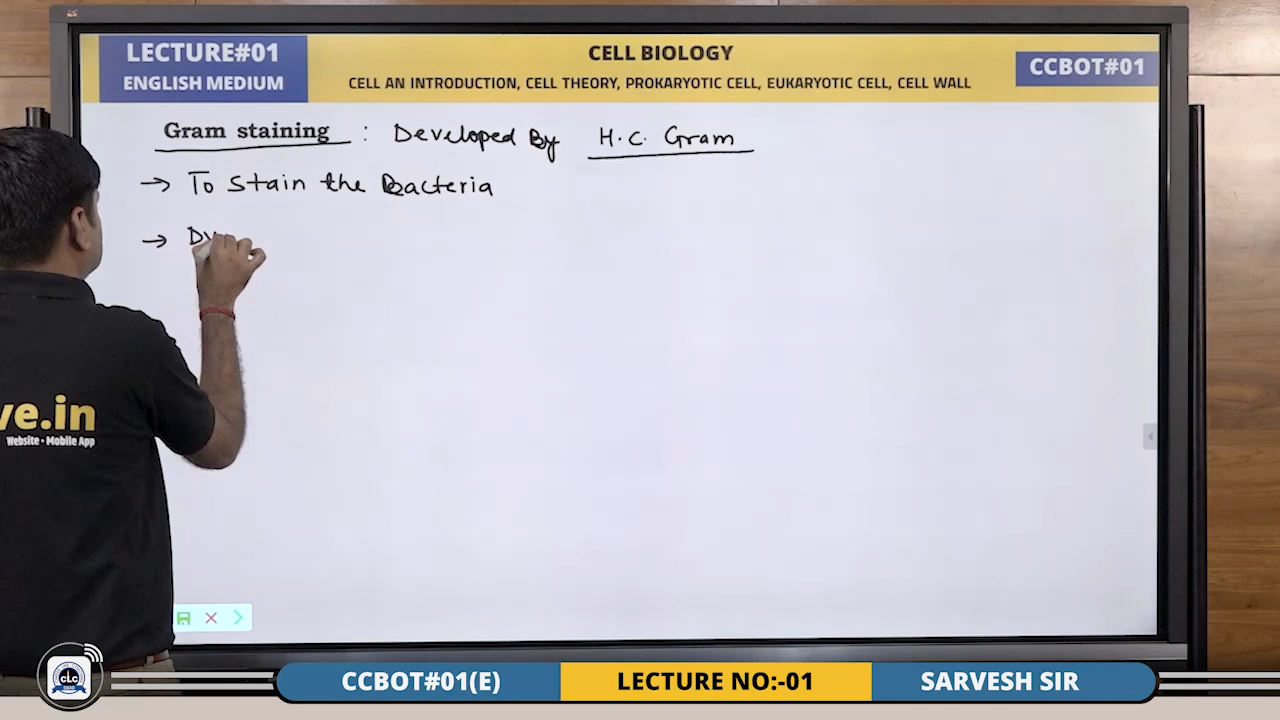 LECTURE#01
ENGLISH MEDIUM
CELL BIOLOGY
CELL AN INTRODUCTION, CELL THEORY, PROKARYOTIC CELL, EUKARYOTIC CELL, CELL WALL
CCBOT#01
Gram staining : Developed By H.C. Gram
→ To Stain the Bacteria
→ Dy
ve.in
Website • Mobile App
CLC
CCBOT#01(E)
LECTURE NO:-01
SARVESH SIR